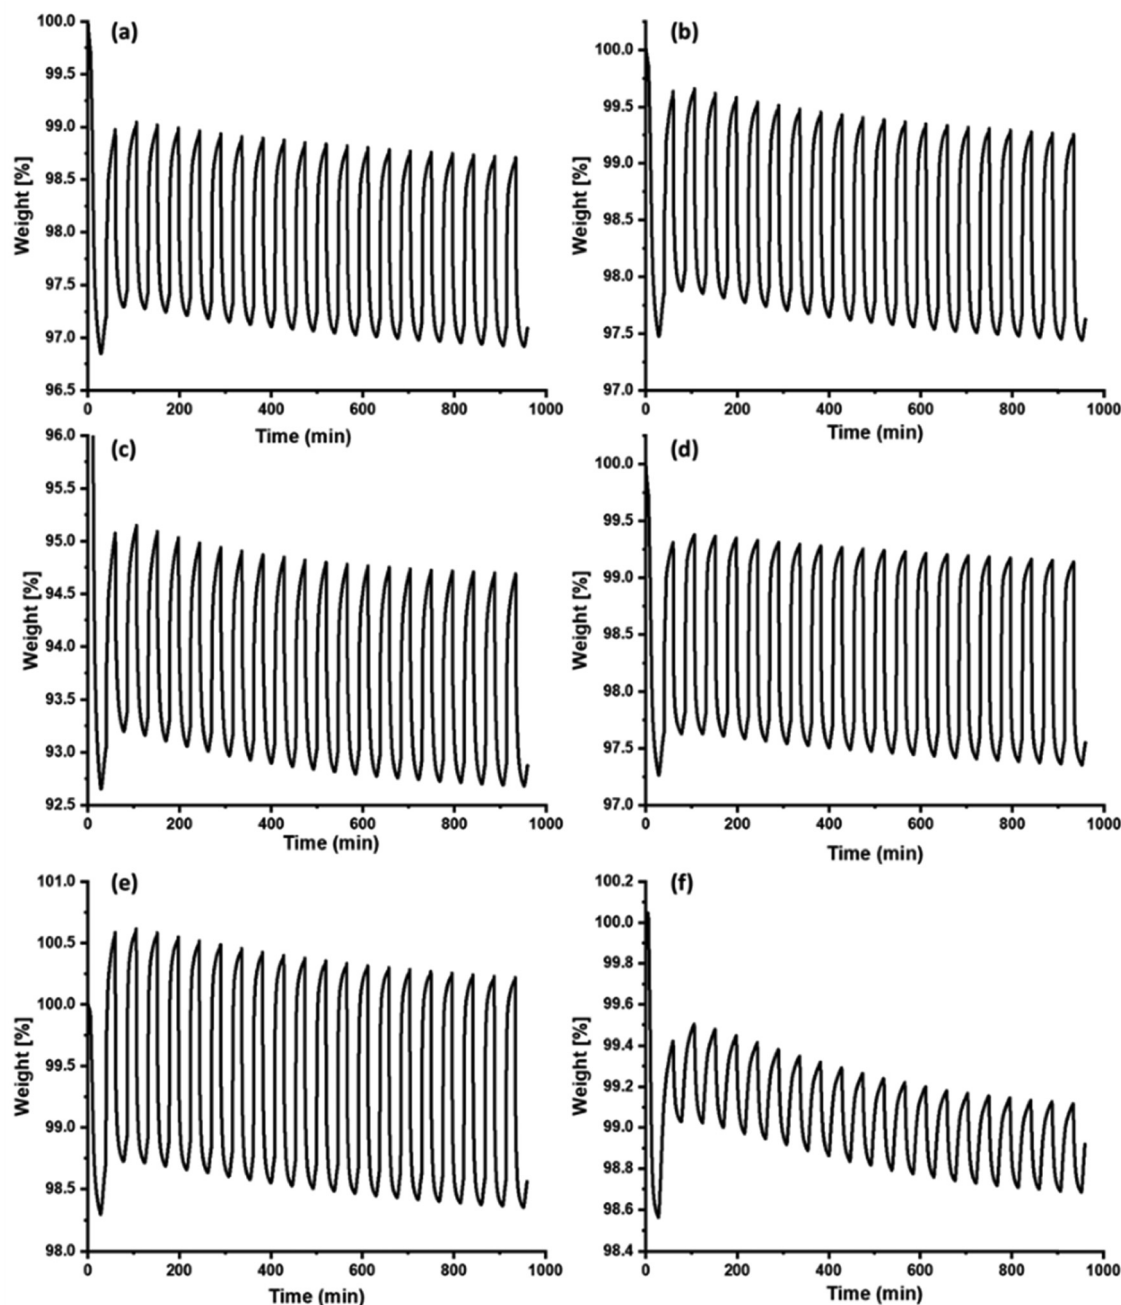 (a)
100.0
99.5
99.0
98.5
98.0
97.5
97.0
96.5
Weight [%]
0 200 400 600 800 1000
Time (min)
(b)
100.0
99.5
99.0
98.5
98.0
97.5
97.0
Weight [%]
0 200 400 600 800 1000
Time (min)
(c)
96.0
95.5
95.0
94.5
94.0
93.5
93.0
92.5
Weight [%]
0 200 400 600 800 1000
Time (min)
(d)
100.0
99.5
99.0
98.5
98.0
97.5
97.0
Weight [%]
0 200 400 600 800 1000
Time (min)
(e)
101.0
100.5
100.0
99.5
99.0
98.5
98.0
Weight [%]
0 200 400 600 800 1000
Time (min)
(f)
100.2
100.0
99.8
99.6
99.4
99.2
99.0
98.8
98.6
98.4
Weight [%]
0 200 400 600 800 1000
Time (min)